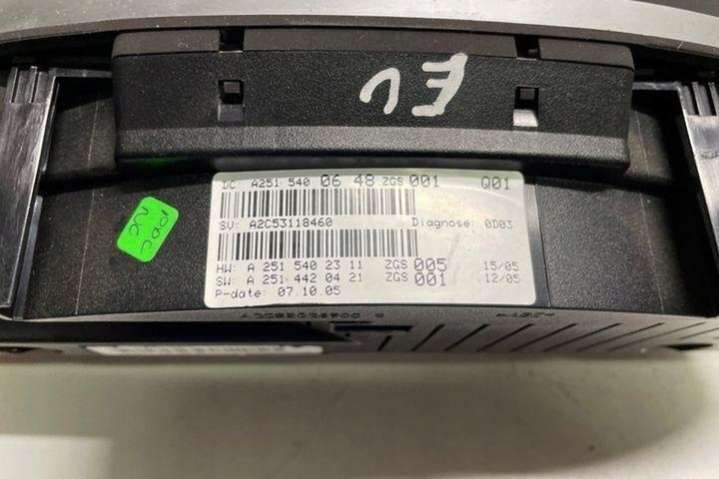 EC
DC: A251 540 06 48 ZGS 001 Q01
SV: A2C53118460 Diagnose: 0D03
HW: A 251 540 23 11 ZGS 005 15/05
SW: A 251 442 04 21 ZGS 001 12/05
P-date: 07.10.05